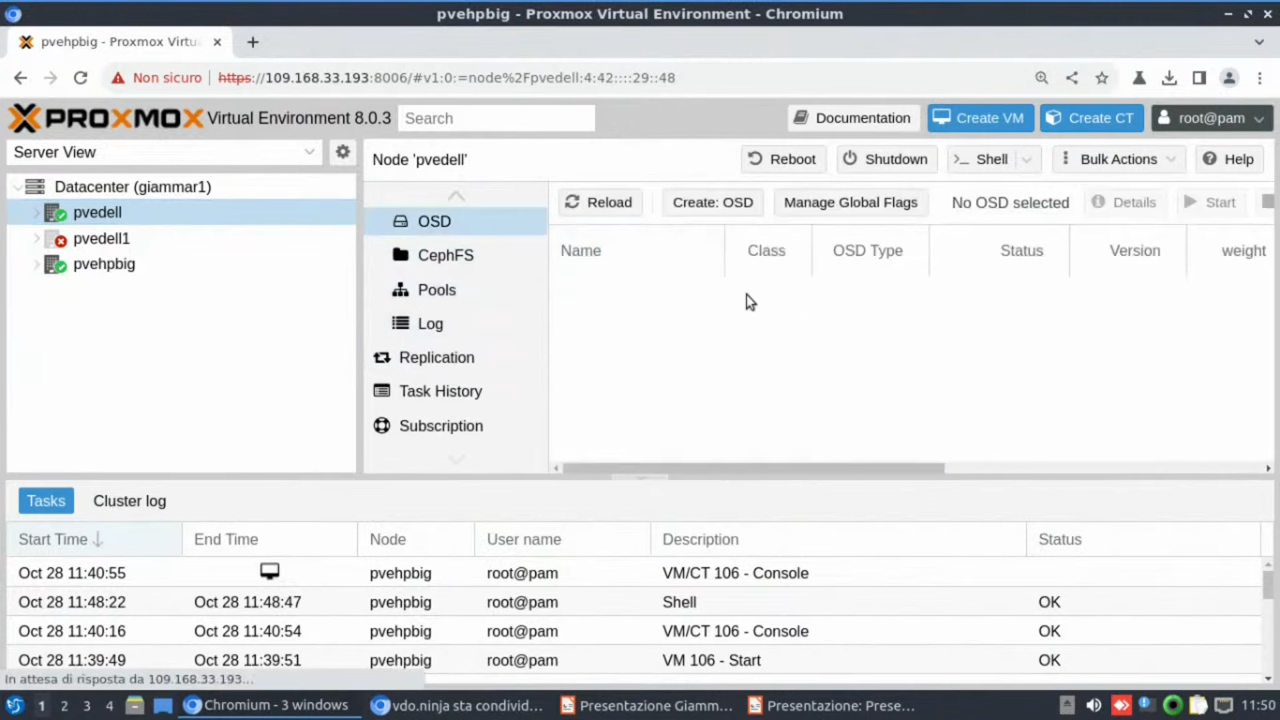 pvehpbig - Proxmox Virtual Environment - Chromium
pvehpbig - Proxmox Virtu
Non sicuro | https://109.168.33.193:8006/#v1:0:=node%2Fpvedell:4:42::::29::48
PROXMOX Virtual Environment 8.0.3 Search Documentation Create VM Create CT root@pam
Server View
Node 'pvedell' Reboot Shutdown >_ Shell Bulk Actions Help
Datacenter (giammar1)
pvedell
pvedell1
pvehpbig
OSD
CephFS
Pools
Log
Replication
Task History
Subscription
Reload Create: OSD Manage Global Flags No OSD selected Details Start
Name Class OSD Type Status Version weight
Tasks Cluster log
Start Time End Time Node User name Description Status
Oct 28 11:40:55 pvehpbig root@pam VM/CT 106 - Console
Oct 28 11:48:22 Oct 28 11:48:47 pvehpbig root@pam Shell OK
Oct 28 11:40:16 Oct 28 11:40:54 pvehpbig root@pam VM/CT 106 - Console OK
Oct 28 11:39:49 Oct 28 11:39:51 pvehpbig root@pam VM 106 - Start OK
In attesa di risposta da 109.168.33.193...
1 2 3 4 Chromium - 3 windows vdo.ninja sta condivid... Presentazione Giamm... Presentazione: Prese... 11:50